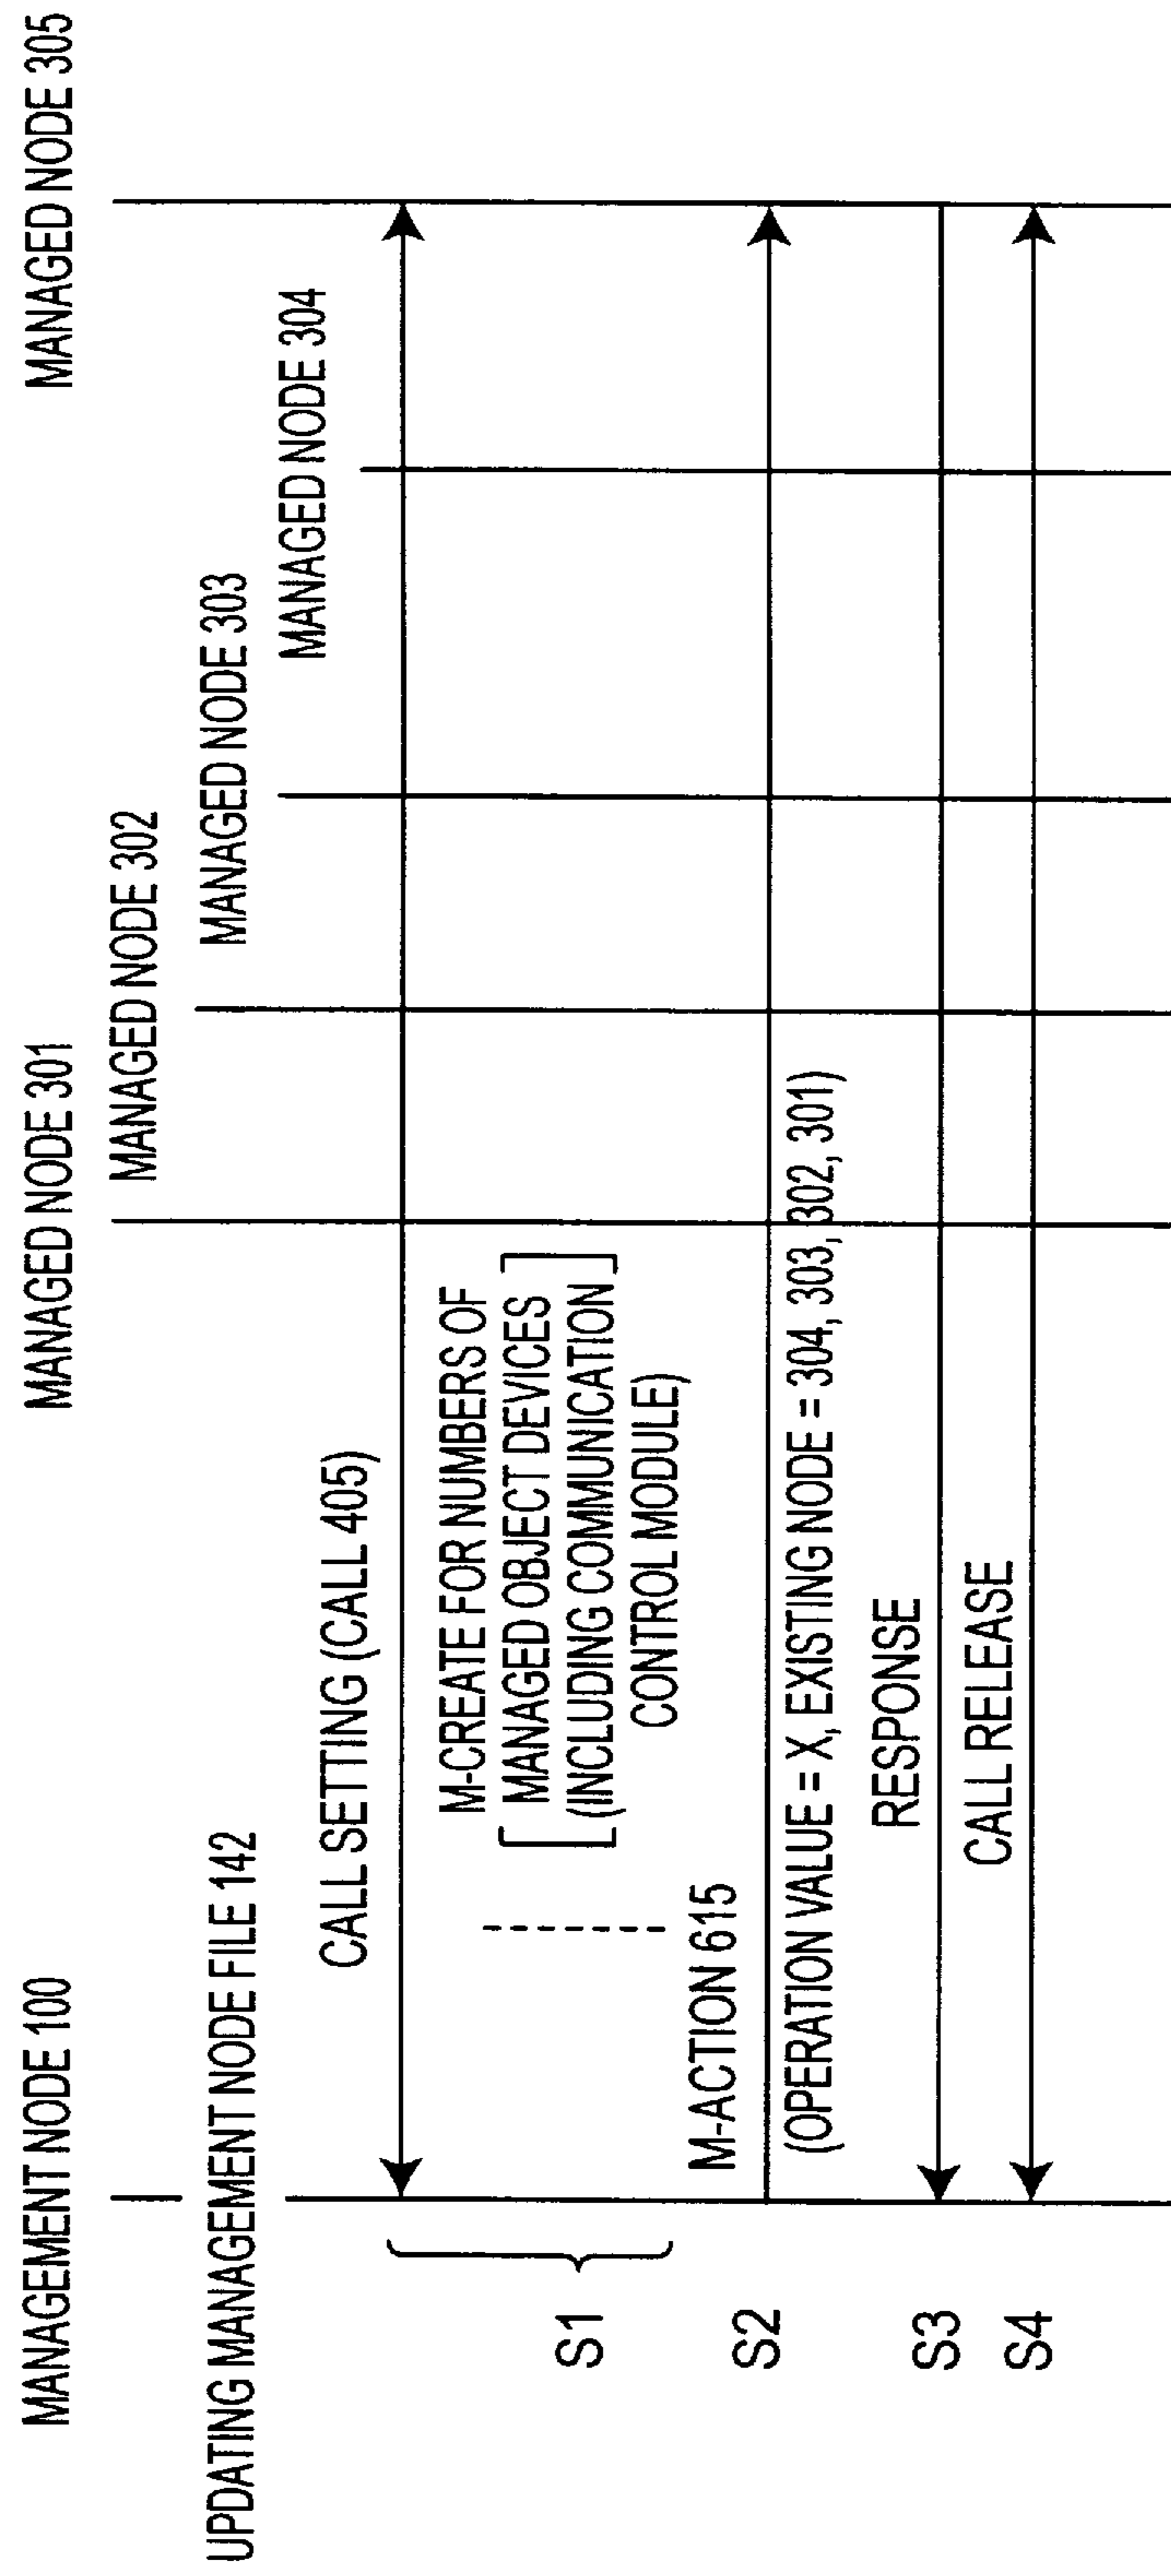 MANAGEMENT NODE 100
MANAGED NODE 301
MANAGED NODE 305
MANAGED NODE 302
MANAGED NODE 303
UPDATING MANAGEMENT NODE FILE 142
MANAGED NODE 304
CALL SETTING (CALL 405)
M-CREATE FOR NUMBERS OF
MANAGED OBJECT DEVICES
(INCLUDING COMMUNICATION
CONTROL MODULE)
S1
M-ACTION 615
S2
(OPERATION VALUE = X, EXISTING NODE = 304, 303, 302, 301)
RESPONSE
S3
CALL RELEASE
S4